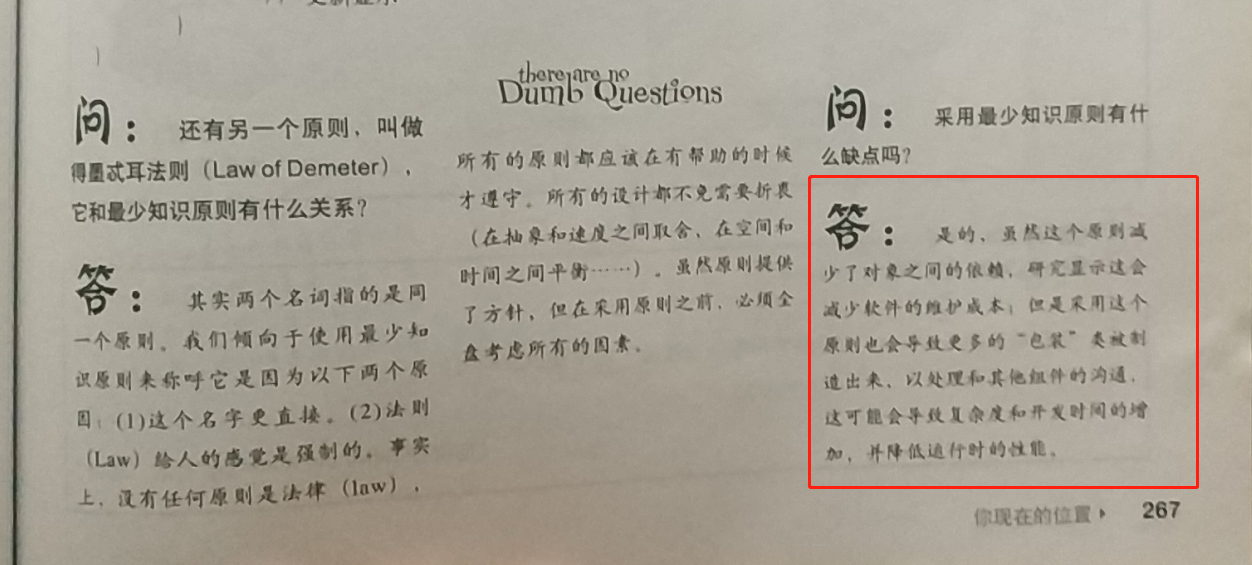 更新显示
}
}
there are no
Dumb Questions
问： 还有另一个原则，叫做
得墨忒耳法则（Law of Demeter），
它和最少知识原则有什么关系？
答： 其实两个名词指的是同
一个原则。我们倾向于使用最少知
识原则来称呼它是因为以下两个原
因：(1)这个名字更直接。(2)法则
（Law）给人的感觉是强制的。事实
上，没有任何原则是法律（law），
所有的原则都应该在有帮助的时候
才遵守。所有的设计都不免需要折衷
（在抽象和速度之间取舍、在空间和
时间之间平衡……）。虽然原则提供
了方针，但在采用原则之前，必须全
盘考虑所有的因素。
问： 采用最少知识原则有什
么缺点吗？
答： 是的，虽然这个原则减
少了对象之间的依赖，研究显示这会
减少软件的维护成本；但是采用这个
原则也会导致更多的“包装”类被制
造出来，以处理和其他组件的沟通，
这可能会导致复杂度和开发时间的增
加，并降低运行时的性能。
你现在的位置 ▸ 267